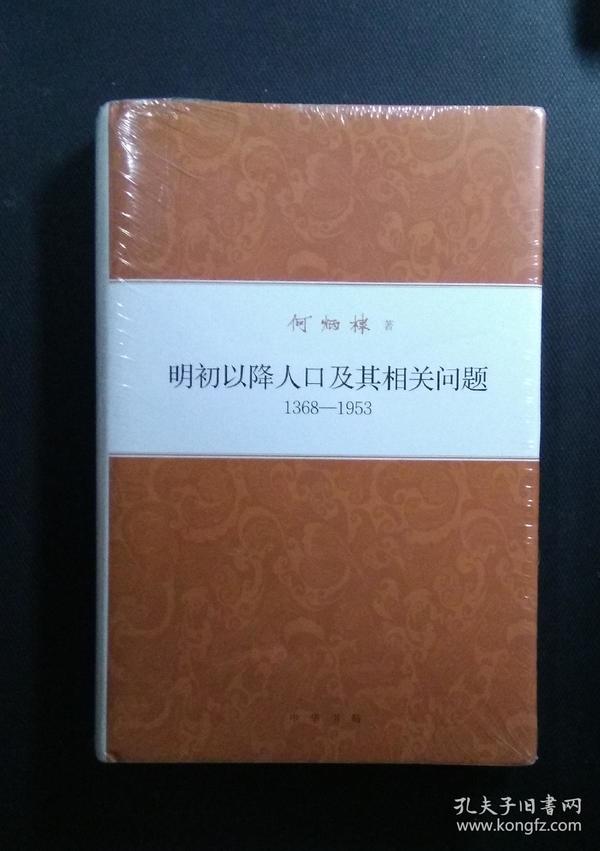 何炳棣 著
明初以降人口及其相关问题
1368—1953
中华书局
孔夫子旧書网
www.kongfz.com